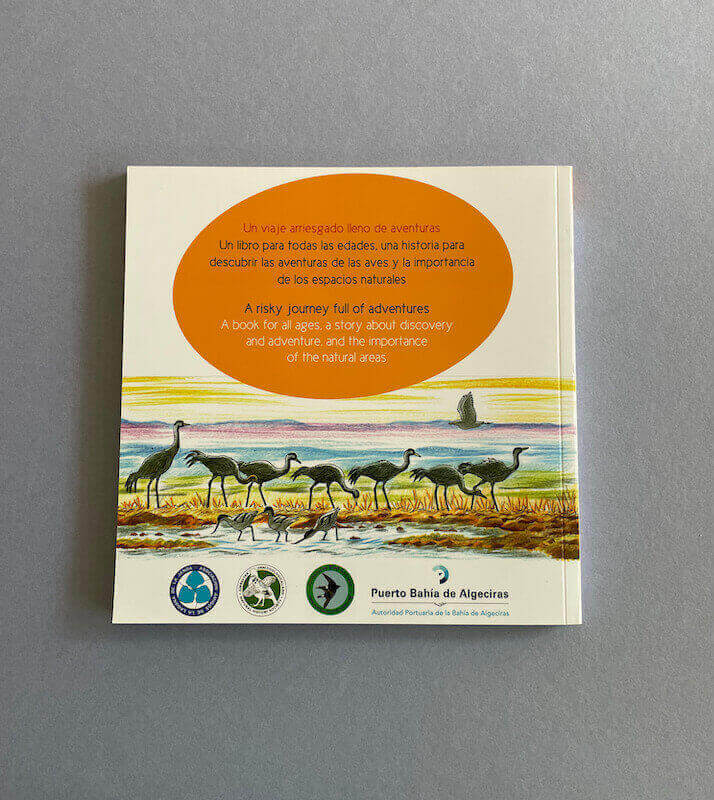 Un viaje arriesgado lleno de aventuras
Un libro para todas las edades, una historia para
descubrir las aventuras de las aves y la importancia
de los espacios naturales
A risky journey full of adventures
A book for all ages, a story about discovery
and adventure, and the importance
of the natural areas
Puerto Bahía de Algeciras
Autoridad Portuaria de la Bahía de Algeciras